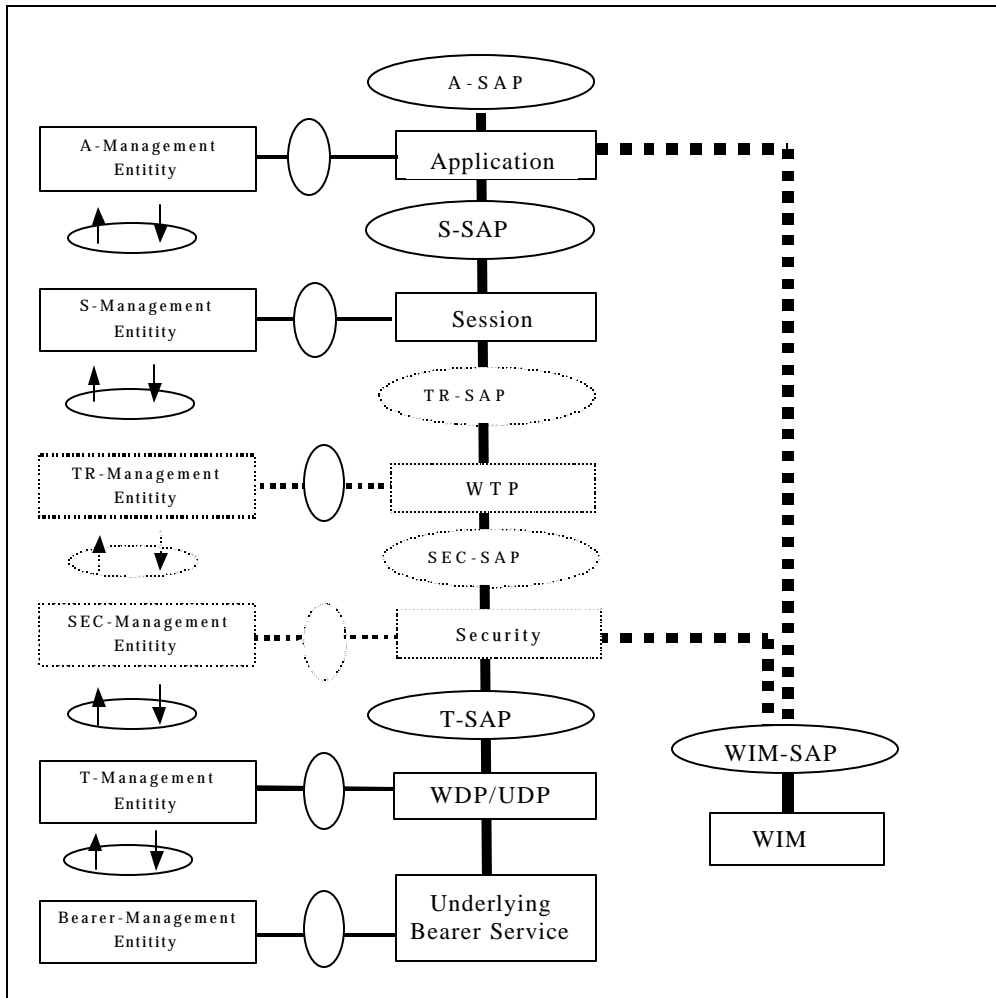 A-SAP
A-Management
Entitity
Application
S-SAP
S-Management
Entitity
Session
TR-SAP
TR-Management
Entitity
WTP
SEC-SAP
SEC-Management
Entitity
Security
T-SAP
WIM-SAP
T-Management
Entitity
WDP/UDP
WIM
Bearer-Management
Entitity
Underlying
Bearer Service